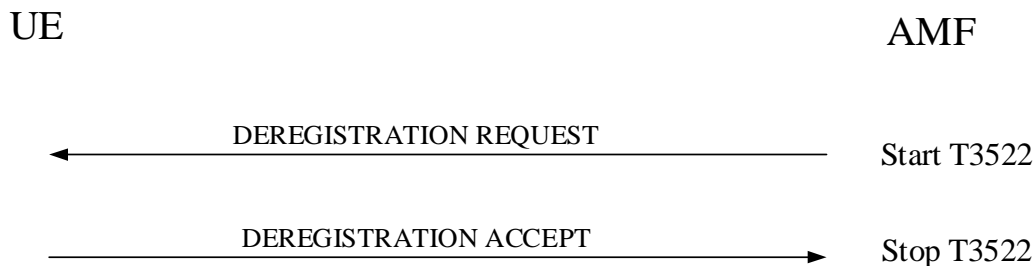 UE
AMF
DEREGISTRATION REQUEST
Start T3522
DEREGISTRATION ACCEPT
Stop T3522